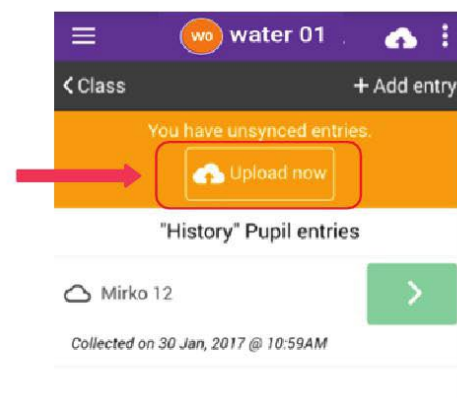 wo water 01
Class + Add entry
You have unsynced entries.
Upload now
"History" Pupil entries
Mirko 12
Collected on 30 Jan, 2017 @ 10:59AM